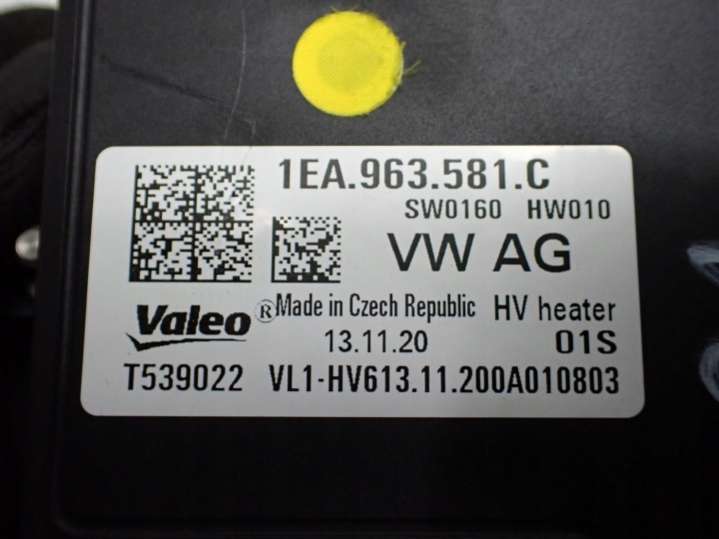 1EA.963.581.C
SW0160 HW010
VW AG
Valeo ® Made in Czech Republic HV heater
13.11.20 01S
T539022 VL1-HV613.11.200A010803